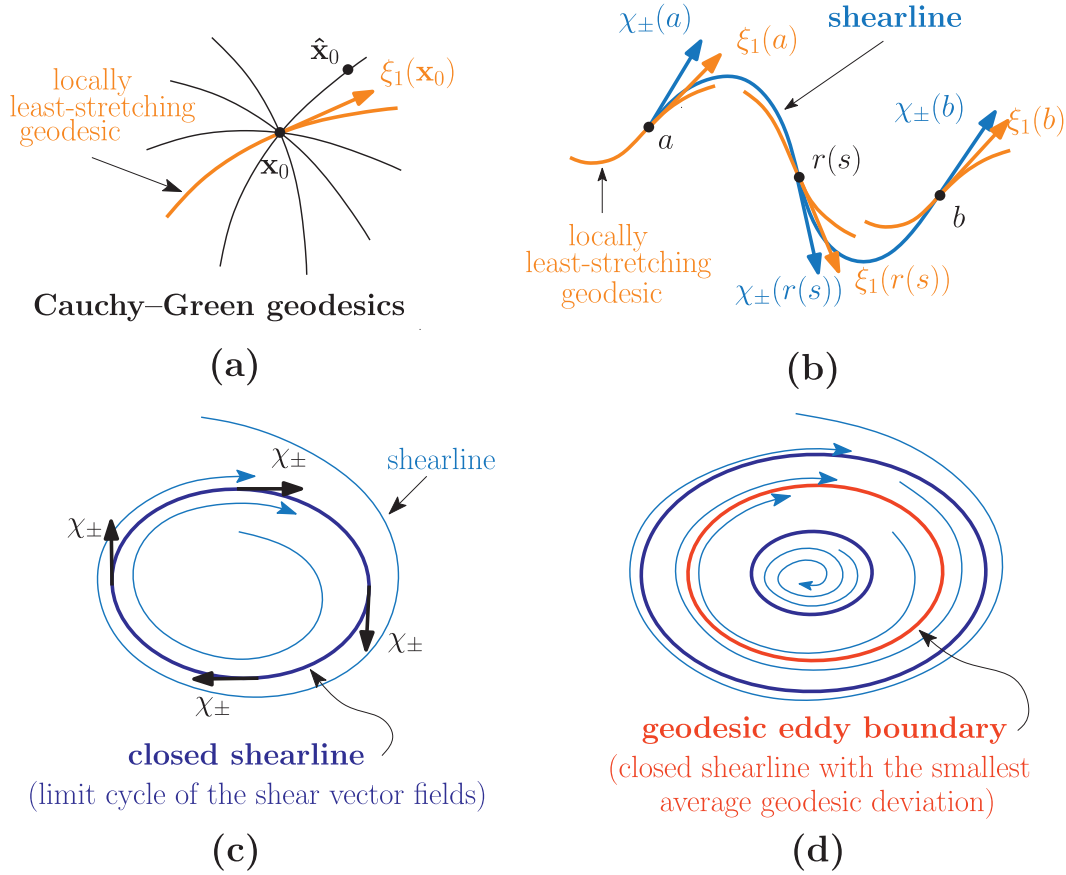 x̂₀
ξ₁(x₀)
locally
least-stretching
geodesic
x₀
Cauchy–Green geodesics
(a)
shearline
χ±(a)
ξ₁(a)
a
χ±(b)
ξ₁(b)
r(s)
b
locally
least-stretching
geodesic
χ±(r(s))
ξ₁(r(s))
(b)
χ±
shearline
χ±
χ±
χ±
closed shearline
(limit cycle of the shear vector fields)
(c)
geodesic eddy boundary
(closed shearline with the smallest
average geodesic deviation)
(d)